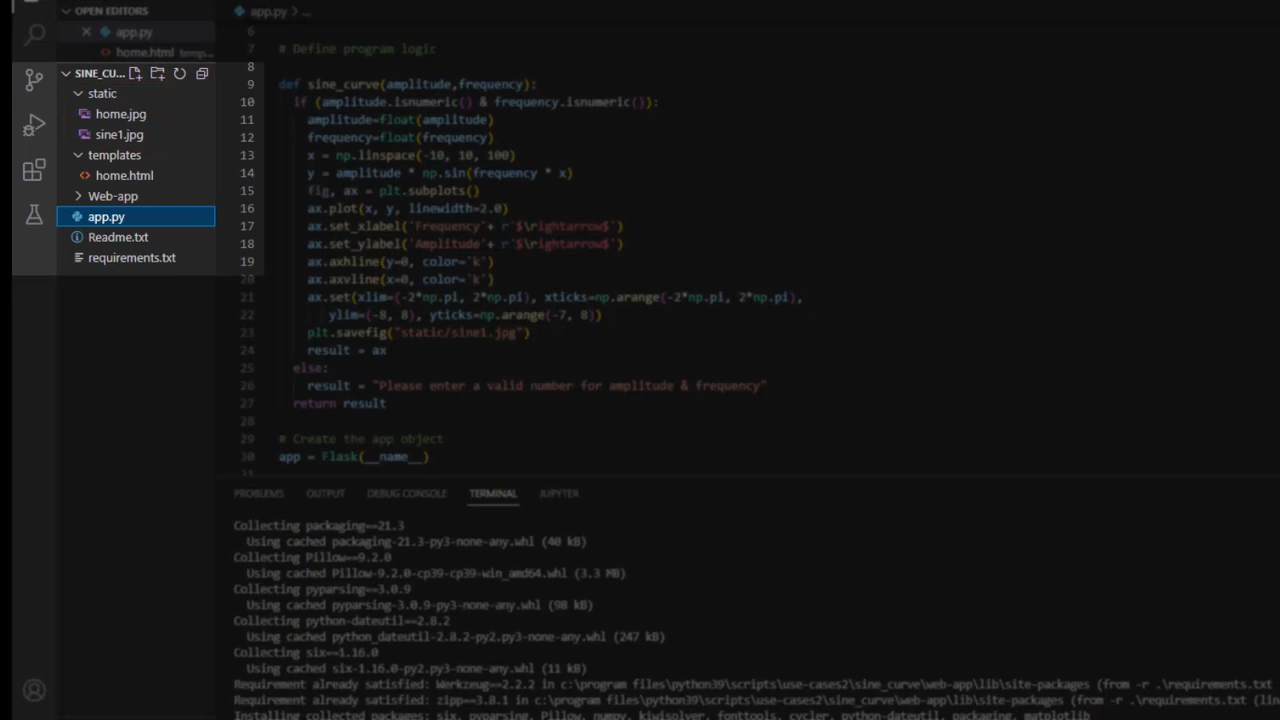 OPEN EDITORS
app.py
home.html temp...
SINE_CU...
static
home.jpg
sine1.jpg
templates
home.html
Web-app
app.py
Readme.txt
requirements.txt
app.py > ...
6
7 # Define program logic
8
9 def sine_curve(amplitude,frequency):
10 if (amplitude.isnumeric() & frequency.isnumeric()):
11 amplitude=float(amplitude)
12 frequency=float(frequency)
13 x = np.linspace(-10, 10, 100)
14 y = amplitude * np.sin(frequency * x)
15 fig, ax = plt.subplots()
16 ax.plot(x, y, linewidth=2.0)
17 ax.set_xlabel('Frequency'+ r'$\rightarrow$')
18 ax.set_ylabel('Amplitude'+ r'$\rightarrow$')
19 ax.axhline(y=0, color='k')
20 ax.axvline(x=0, color='k')
21 ax.set(xlim=(-2*np.pi, 2*np.pi), xticks=np.arange(-2*np.pi, 2*np.pi),
22 ylim=(-8, 8), yticks=np.arange(-7, 8))
23 plt.savefig("static/sine1.jpg")
24 result = ax
25 else:
26 result = "Please enter a valid number for amplitude & frequency"
27 return result
28
29 # Create the app object
30 app = Flask(__name__)
31
PROBLEMS OUTPUT DEBUG CONSOLE TERMINAL JUPYTER
Collecting packaging==21.3
Using cached packaging-21.3-py3-none-any.whl (40 kB)
Collecting Pillow==9.2.0
Using cached Pillow-9.2.0-cp39-cp39-win_amd64.whl (3.3 MB)
Collecting pyparsing==3.0.9
Using cached pyparsing-3.0.9-py3-none-any.whl (98 kB)
Collecting python-dateutil==2.8.2
Using cached python_dateutil-2.8.2-py2.py3-none-any.whl (247 kB)
Collecting six==1.16.0
Using cached six-1.16.0-py2.py3-none-any.whl (11 kB)
Requirement already satisfied: Werkzeug==2.2.2 in c:\program files\python39\scripts\use-cases2\sine_curve\web-app\lib\site-packages (from -r .\requirements.txt
Requirement already satisfied: zipp==3.8.1 in c:\program files\python39\scripts\use-cases2\sine_curve\web-app\lib\site-packages (from -r .\requirements.txt (li
Installing collected packages: six, pyparsing, Pillow, numpy, kiwisolver, fonttools, cycler, python-dateutil, packaging, matplotlib